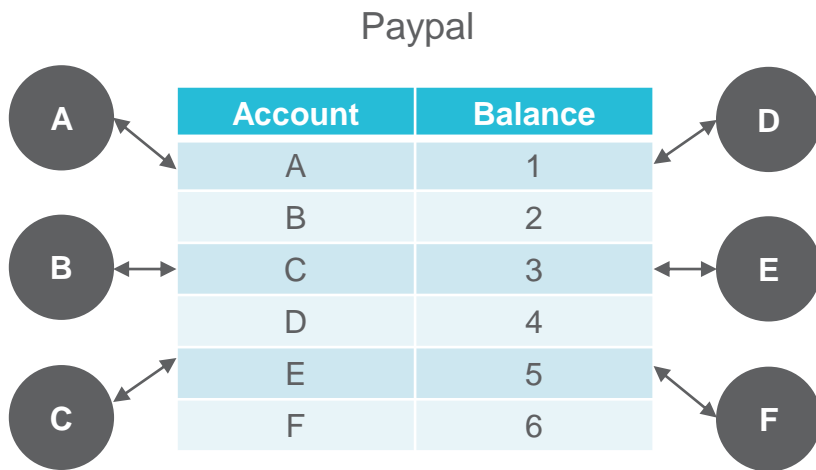 Paypal
A
B
C
Account Balance
A 1
B 2
C 3
D 4
E 5
F 6
D
E
F